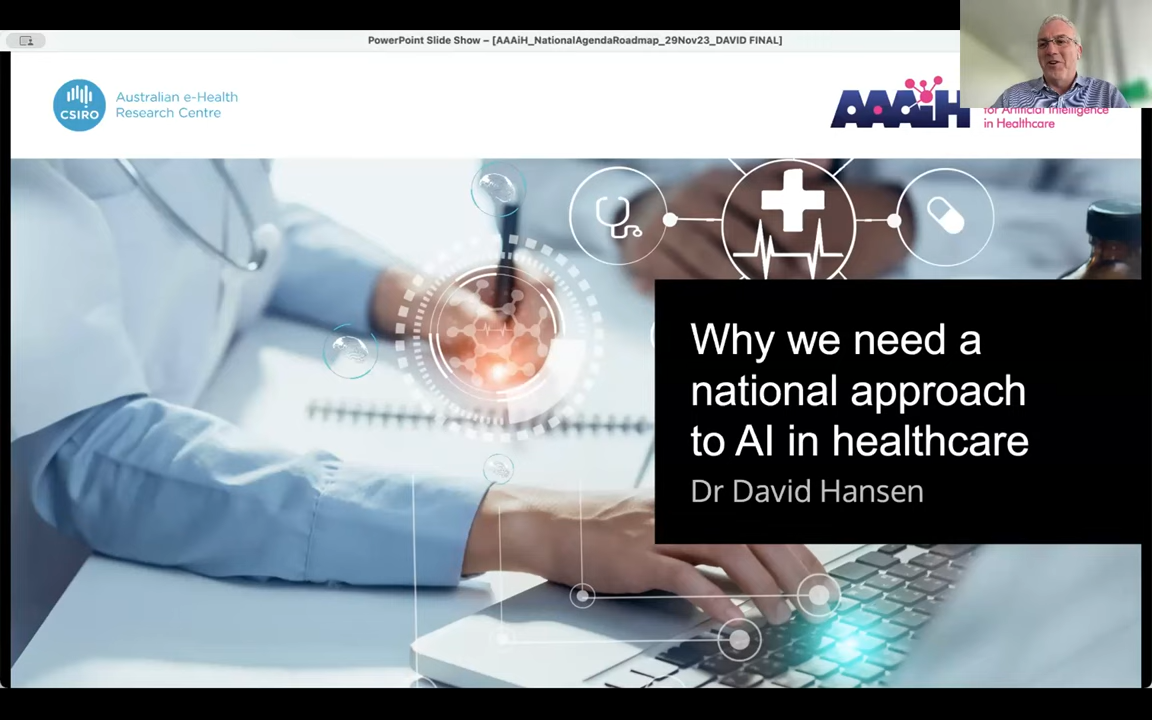 PowerPoint Slide Show – [AAAiH_NationalAgendaRoadmap_29Nov23_DAVID FINAL]
CSIRO
Australian e-Health
Research Centre
AAAiH
for Artificial Intelligence
in Healthcare
Why we need a
national approach
to AI in healthcare
Dr David Hansen